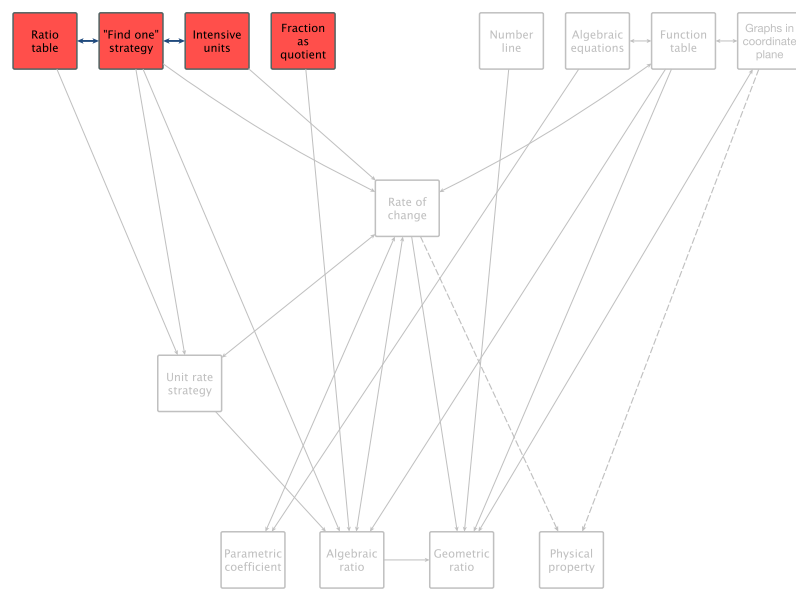 Ratio
table
"Find one"
strategy
Intensive
units
Fraction
as
quotient
Number
line
Algebraic
equations
Function
table
Graphs in
coordinate
plane
Rate of
change
Unit rate
strategy
Parametric
coefficient
Algebraic
ratio
Geometric
ratio
Physical
property